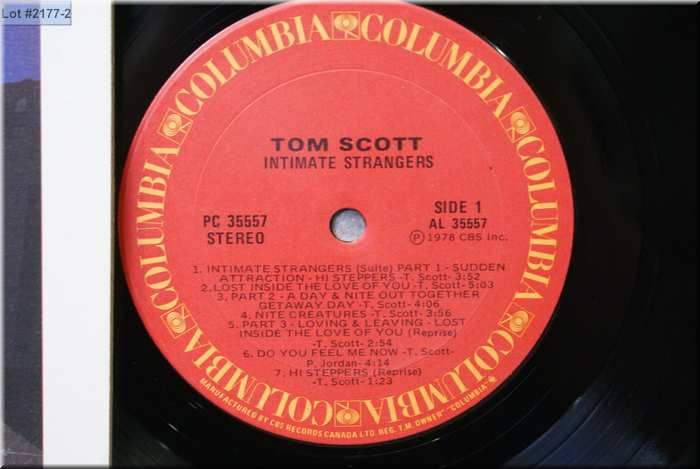 Lot #2177-2
COLUMBIA COLUMBIA COLUMBIA COLUMBIA COLUMBIA COLUMBIA
TOM SCOTT
INTIMATE STRANGERS
PC 35557
STEREO
SIDE 1
AL 35557
Ⓟ 1978 CBS Inc.
1. INTIMATE STRANGERS (Suite) PART 1 - SUDDEN
ATTRACTION - HI STEPPERS -T. Scott- 3:52
2. LOST INSIDE THE LOVE OF YOU -T. Scott- 5:03
3. PART 2 - A DAY & NITE OUT TOGETHER
GETAWAY DAY -T. Scott- 4:06
4. NITE CREATURES -T. Scott- 3:56
5. PART 3 - LOVING & LEAVING - LOST
INSIDE THE LOVE OF YOU (Reprise)
-T. Scott- 2:54
6. DO YOU FEEL ME NOW -T. Scott-
P. Jordan- 4:14
7. HI STEPPERS (Reprise)
-T. Scott- 1:23
MANUFACTURED BY CBS RECORDS CANADA LTD. REG. T.M. OWNER "COLUMBIA"